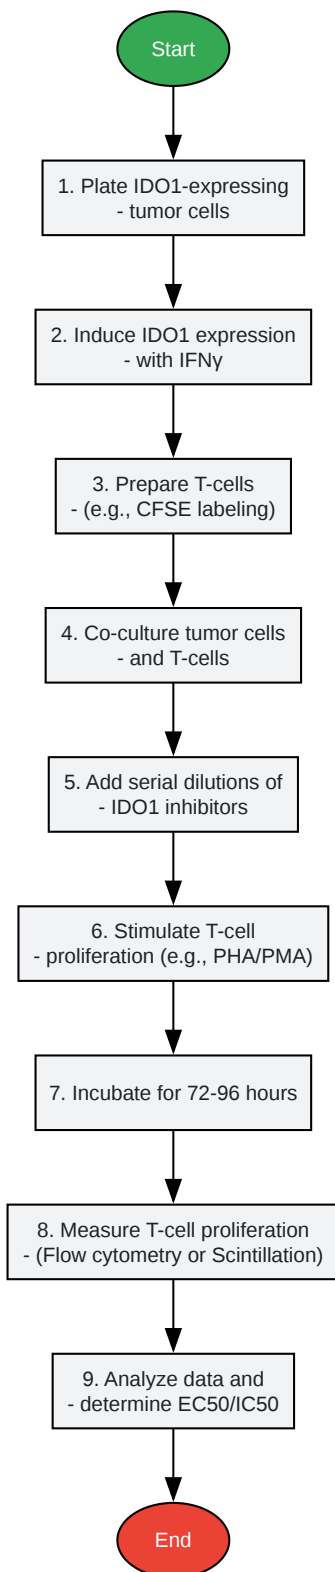 Start
1. Plate IDO1-expressing
- tumor cells
2. Induce IDO1 expression
- with IFNγ
3. Prepare T-cells
- (e.g., CFSE labeling)
4. Co-culture tumor cells
- and T-cells
5. Add serial dilutions of
- IDO1 inhibitors
6. Stimulate T-cell
- proliferation (e.g., PHA/PMA)
7. Incubate for 72-96 hours
8. Measure T-cell proliferation
- (Flow cytometry or Scintillation)
9. Analyze data and
- determine EC50/IC50
End